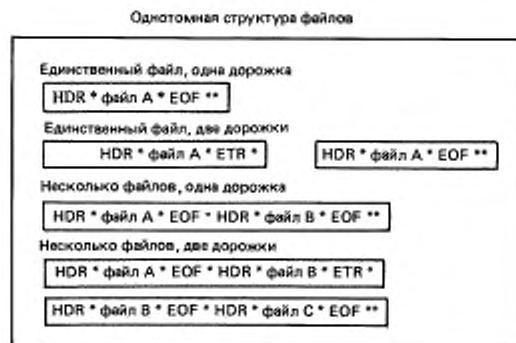 Однотомная структура файлов
Единственный файл, одна дорожка
HDR * файл A * EOF **
Единственный файл, две дорожки
HDR * файл A * ETR * HDR * файл A * EOF **
Несколько файлов, одна дорожка
HDR * файл A * EOF * HDR * файл B * EOF **
Несколько файлов, две дорожки
HDR * файл A * EOF * HDR * файл B * ETR *
HDR * файл B * EOF * HDR * файл C * EOF **